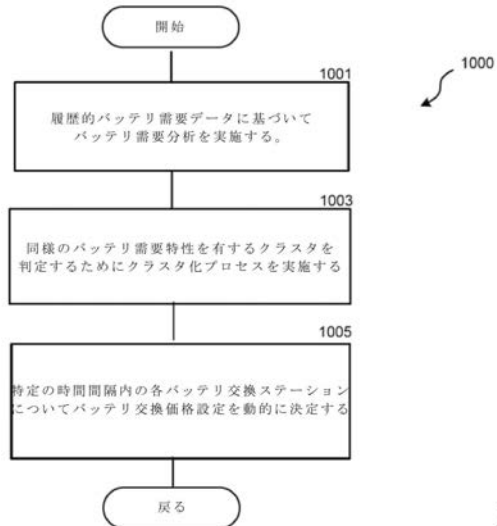 開始
1001
1000
履歴的バッテリ需要データに基づいて
バッテリ需要分析を実施する。
1003
同様のバッテリ需要特性を有するクラスタを
判定するためにクラスタ化プロセスを実施する
1005
特定の時間間隔内の各バッテリ交換ステーション
についてバッテリ交換価格設定を動的に決定する
戻る